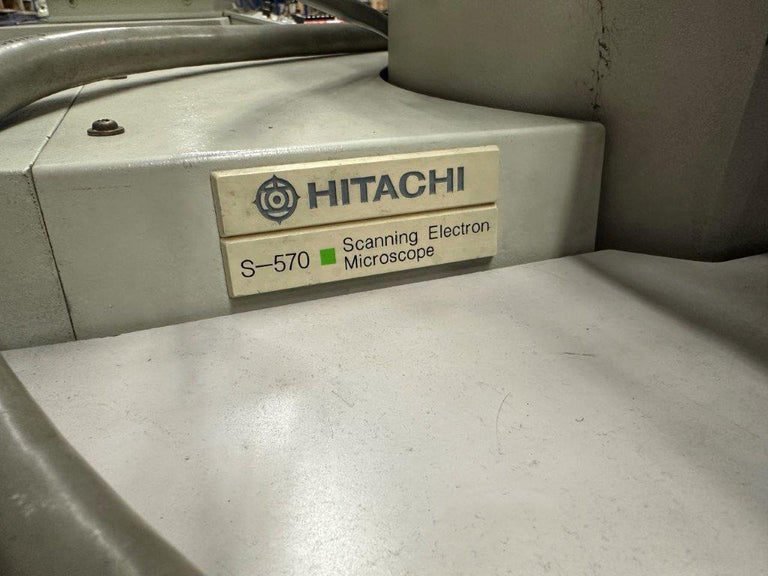 HITACHI
S-570 Scanning Electron
Microscope